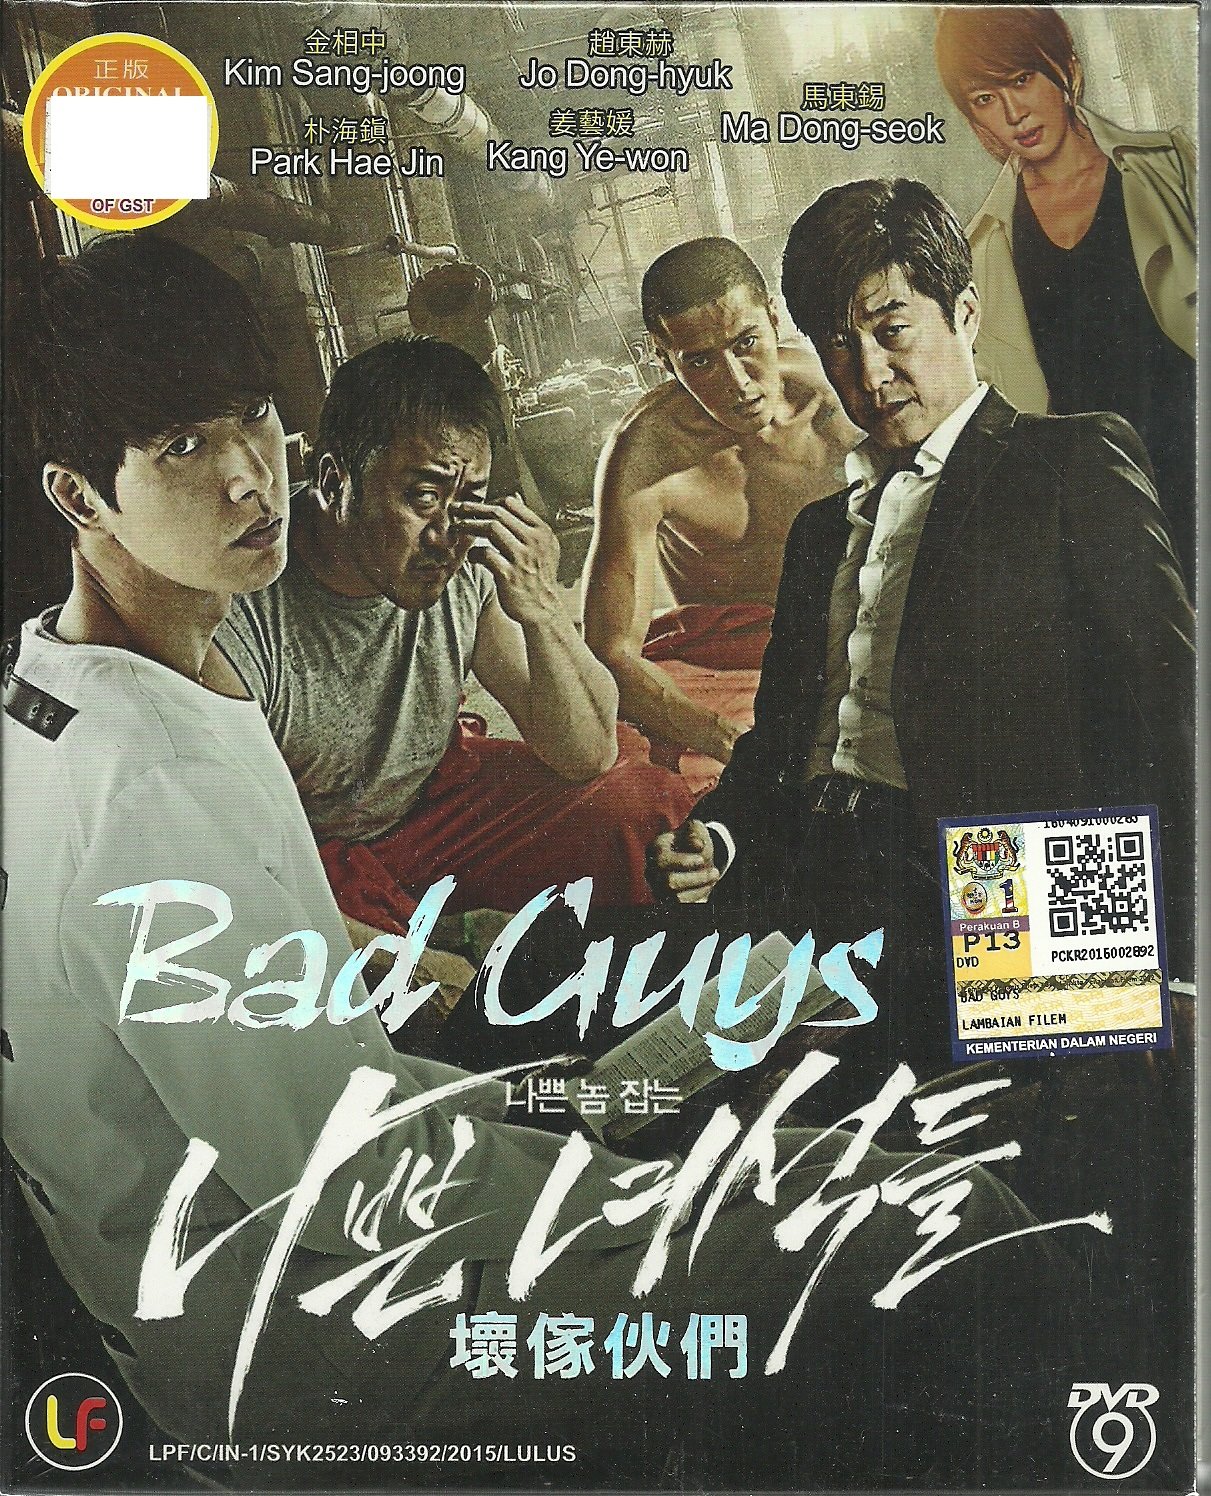 正版
ORIGINAL
OF GST
金相中
Kim Sang-joong
趙東赫
Jo Dong-hyuk
馬東錫
Ma Dong-seok
朴海鎮
Park Hae Jin
姜藝媛
Kang Ye-won
1
Perakuan B
P13
DVD
PCKR2016002892
BAD GUYS
LAMBAIAN FILEM
KEMENTERIAN DALAM NEGERI
Bad Guys
나쁜 놈 잡는
나쁜 녀석들
壞傢伙們
LF
LPF/C/IN-1/SYK2523/093392/2015/LULUS
DVD
9